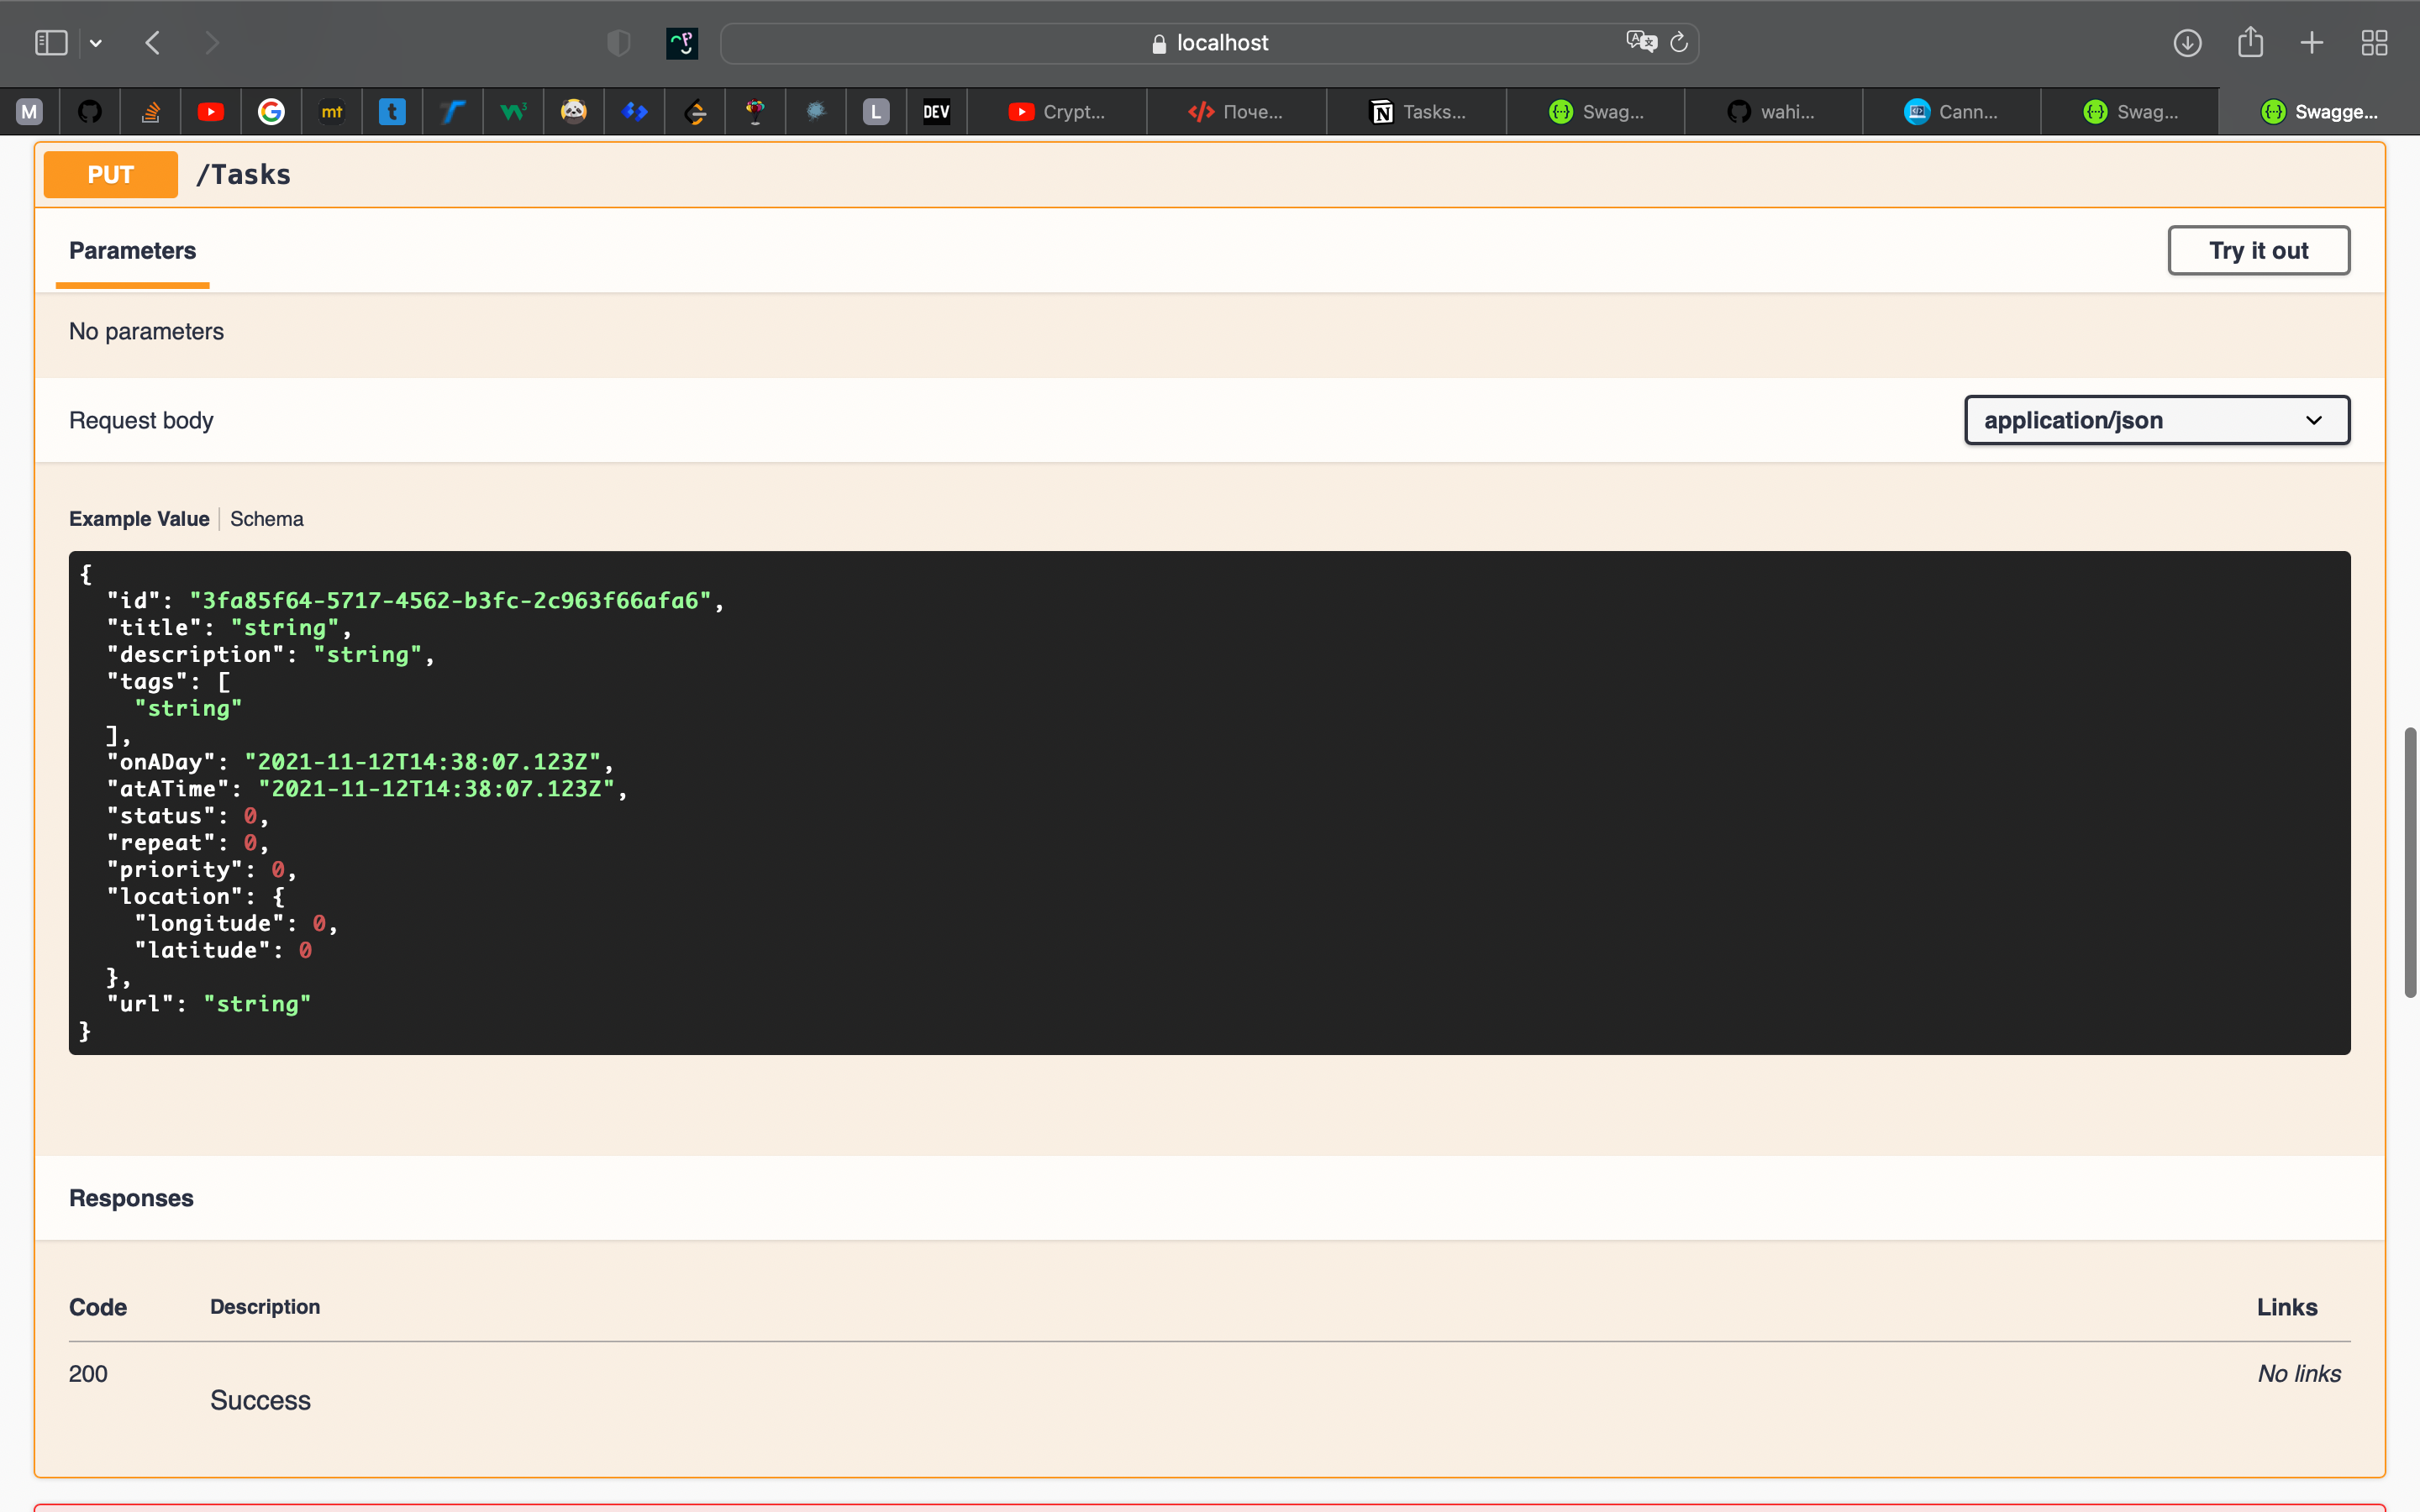 localhost
M
mt
t
L
DEV
Crypt...
Поче...
Tasks...
Swag...
wahi...
Cann...
Swag...
Swagge...
PUT /Tasks
Parameters
Try it out
No parameters
Request body
application/json
Example Value Schema
{
"id": "3fa85f64-5717-4562-b3fc-2c963f66afa6",
"title": "string",
"description": "string",
"tags": [
"string"
],
"onADay": "2021-11-12T14:38:07.123Z",
"atATime": "2021-11-12T14:38:07.123Z",
"status": 0,
"repeat": 0,
"priority": 0,
"location": {
"longitude": 0,
"latitude": 0
},
"url": "string"
}
Responses
Code Description Links
200 No links
Success